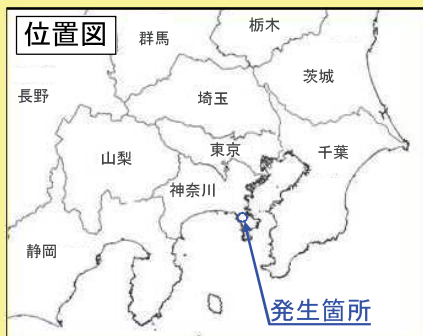 位置図
栃木
群馬
茨城
長野
埼玉
東京
千葉
山梨
神奈川
静岡
発生箇所